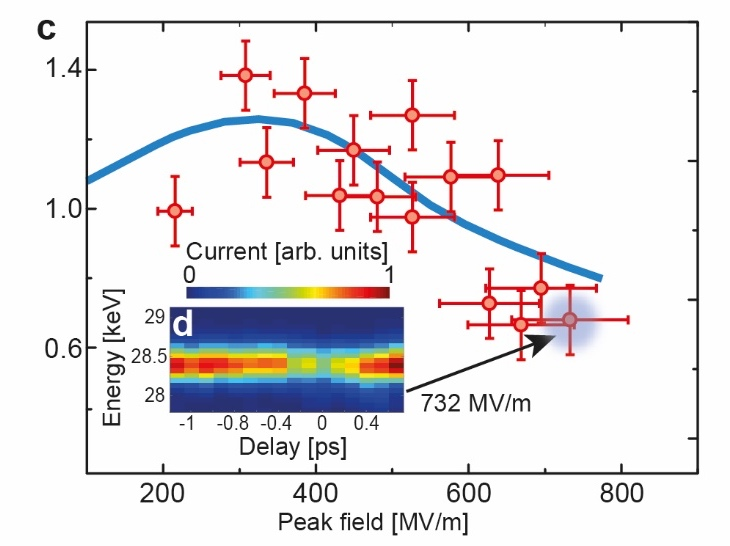 c
1.4
1.0
0.6
Current [arb. units]
0 1
d
Energy [keV]
29
28.5
28
-1 -0.8 -0.4 0 0.4
Delay [ps]
732 MV/m
200 400 600 800
Peak field [MV/m]